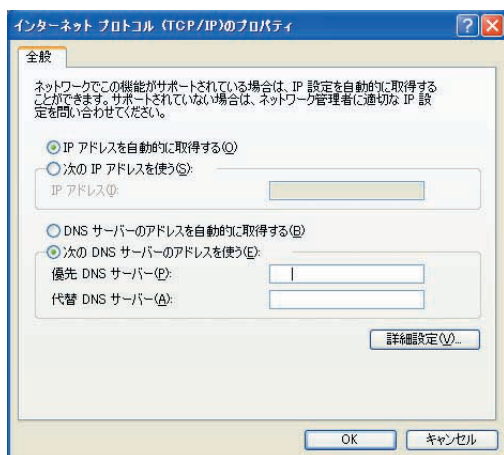 インターネット プロトコル (TCP/IP)のプロパティ
全般
ネットワークでこの機能がサポートされている場合は、IP 設定を自動的に取得する
ことができます。サポートされていない場合は、ネットワーク管理者に適切な IP 設
定を問い合わせてください。
IP アドレスを自動的に取得する(O)
次の IP アドレスを使う(S):
IP アドレス(I):
DNS サーバーのアドレスを自動的に取得する(B)
次の DNS サーバーのアドレスを使う(E):
優先 DNS サーバー(P):
代替 DNS サーバー(A):
詳細設定(V)...
OK
キャンセル